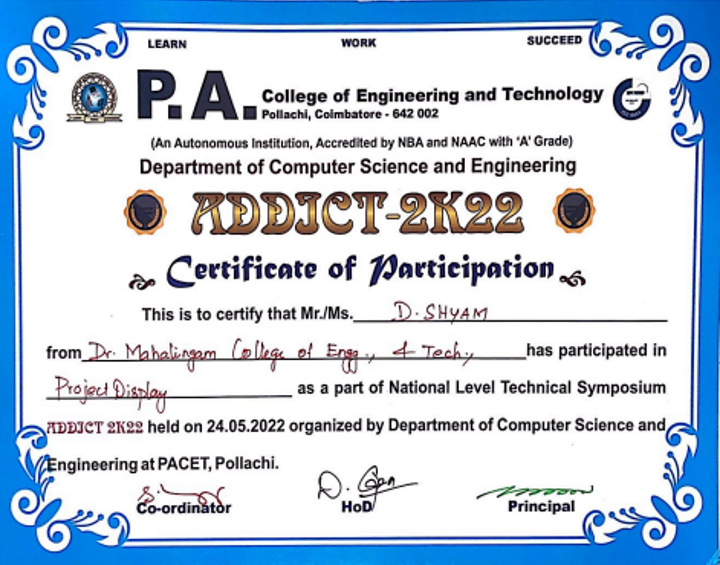 LEARN WORK SUCCEED
P.A. College of Engineering and Technology
Pollachi, Coimbatore - 642 002
(An Autonomous Institution, Accredited by NBA and NAAC with 'A' Grade)
Department of Computer Science and Engineering
ADDICT-2K22
Certificate of Participation
This is to certify that Mr./Ms. D. SHYAM
from Dr. Mahalingam College of Engg., & Tech., has participated in
Project Display as a part of National Level Technical Symposium
ADDICT 2K22 held on 24.05.2022 organized by Department of Computer Science and
Engineering at PACET, Pollachi.
Co-ordinator HoD Principal